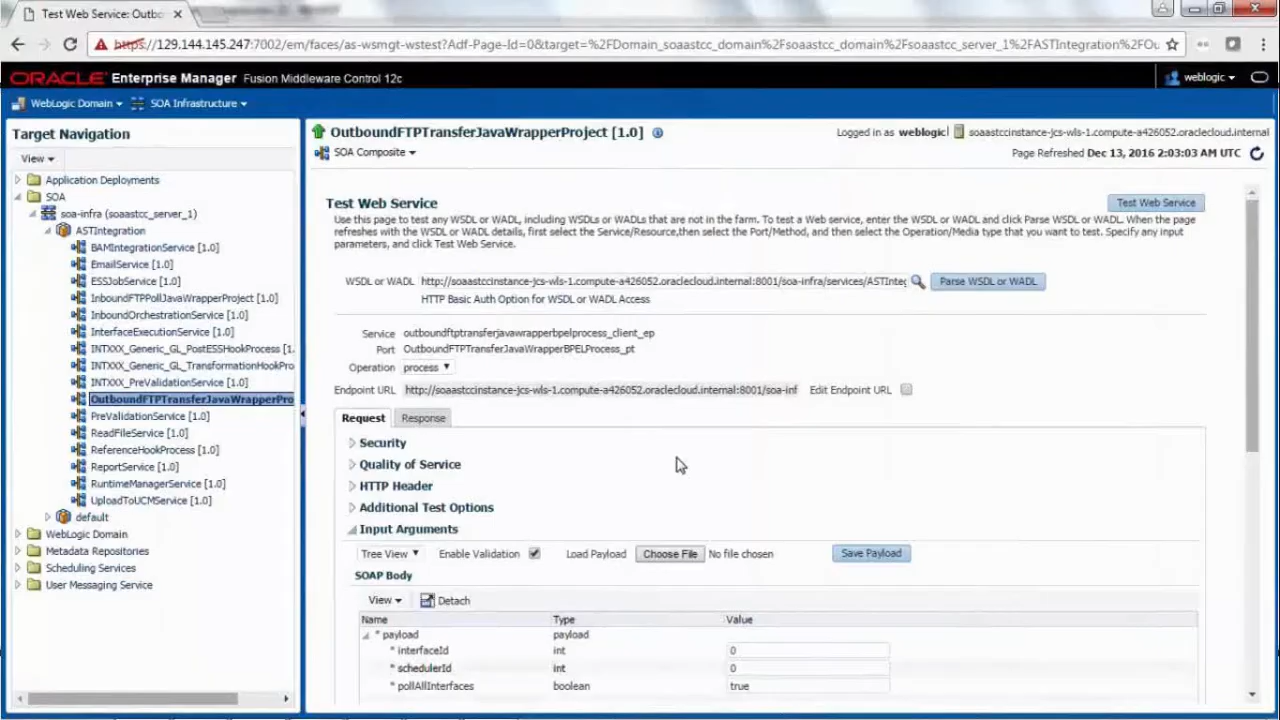 Test Web Service: Outbo
https://129.144.145.247:7002/em/faces/as-wsmgt-wstest?Adf-Page-Id=0&target=%2FDomain_soaastcc_domain%2Fsoaastcc_domain%2Fsoaastcc_server_1%2FASTIntegration%2FOu
ORACLE Enterprise Manager Fusion Middleware Control 12c
weblogic
WebLogic Domain SOA Infrastructure
Target Navigation
View
Application Deployments
SOA
soa-infra (soaastcc_server_1)
ASTIntegration
BAMIntegrationService [1.0]
EmailService [1.0]
ESSJobService [1.0]
InboundFTPPollJavaWrapperProject [1.0]
InboundOrchestrationService [1.0]
InterfaceExecutionService [1.0]
INTXXX_Generic_GL_PostESSHookProcess [1.
INTXXX_Generic_GL_TransformationHookPro
INTXXX_PreValidationService [1.0]
OutboundFTPTransferJavaWrapperPro
PreValidationService [1.0]
ReadFileService [1.0]
ReferenceHookProcess [1.0]
ReportService [1.0]
RuntimeManagerService [1.0]
UploadToUCMService [1.0]
default
WebLogic Domain
Metadata Repositories
Scheduling Services
User Messaging Service
OutboundFTPTransferJavaWrapperProject [1.0]
Logged in as weblogic
soaastccinstance-jcs-wls-1.compute-a426052.oraclecloud.internal
SOA Composite
Page Refreshed Dec 13, 2016 2:03:03 AM UTC
Test Web Service
Test Web Service
Use this page to test any WSDL or WADL, including WSDLs or WADLs that are not in the farm. To test a Web service, enter the WSDL or WADL and click Parse WSDL or WADL. When the
page refreshes with the WSDL or WADL details, first select the Service/Resource,then select the Port/Method, and then select the Operation/Media type that you want to test. Specify any input
parameters, and click Test Web Service.
WSDL or WADL http://soaastccinstance-jcs-wls-1.compute-a426052.oraclecloud.internal:8001/soa-infra/services/ASTInteg Parse WSDL or WADL
HTTP Basic Auth Option for WSDL or WADL Access
Service outboundftptransferjavawrapperbpelprocess_client_ep
Port OutboundFTPTransferJavaWrapperBPELProcess_pt
Operation process
Endpoint URL http://soaastccinstance-jcs-wls-1.compute-a426052.oraclecloud.internal:8001/soa-inf Edit Endpoint URL
Request Response
Security
Quality of Service
HTTP Header
Additional Test Options
Input Arguments
Tree View Enable Validation Load Payload Choose File No file chosen Save Payload
SOAP Body
View Detach
Name Type Value
* payload payload
* interfaceId int 0
* schedulerId int 0
* pollAllInterfaces boolean true